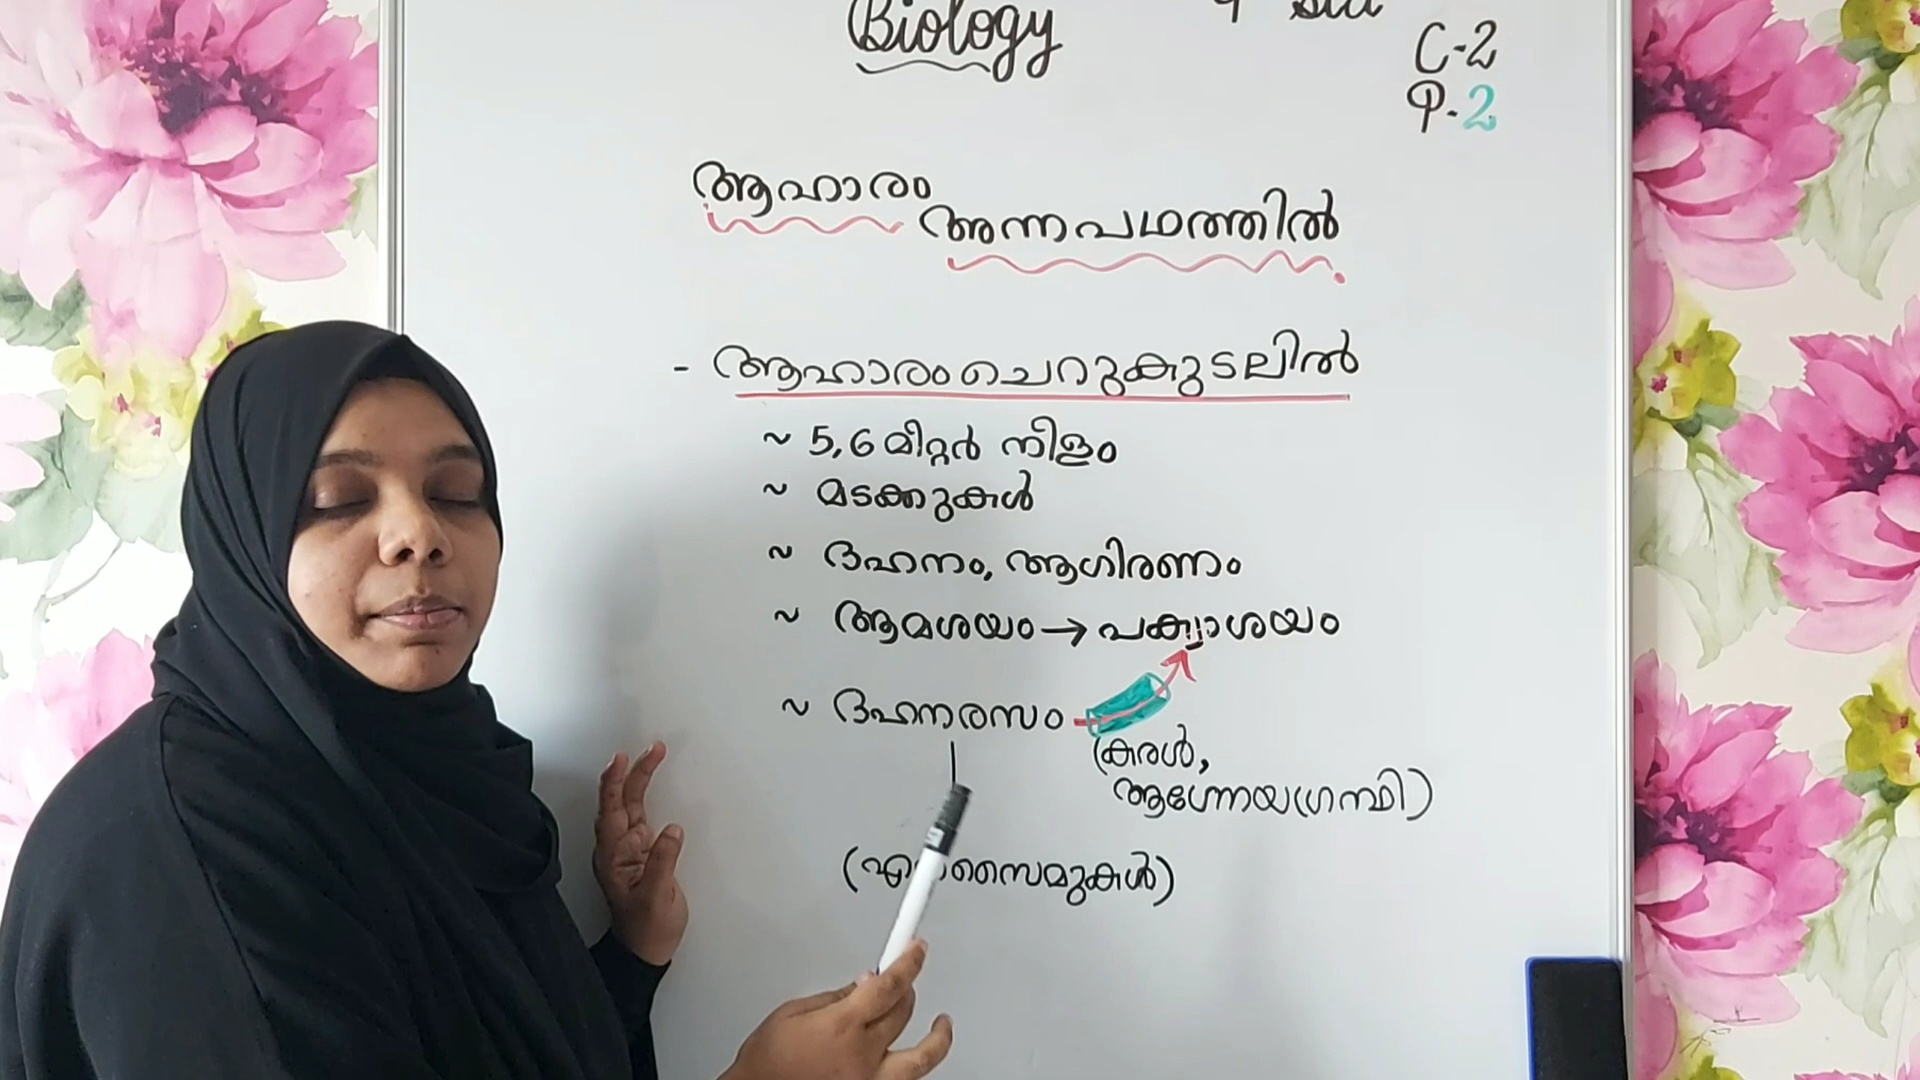 Biology
C-2
P-2
ആഹാരം
അന്നപഥത്തിൽ
- ആഹാരം ചെറുകുടലിൽ
~ 5,6 മീറ്റർ നീളം
~ മടക്കുകൾ
~ ദഹനം, ആഗിരണം
~ ആമശയം → പക്വാശയം
~ ദഹനരസം
(കരൾ,
ആഗ്നേയഗ്രന്ഥി)